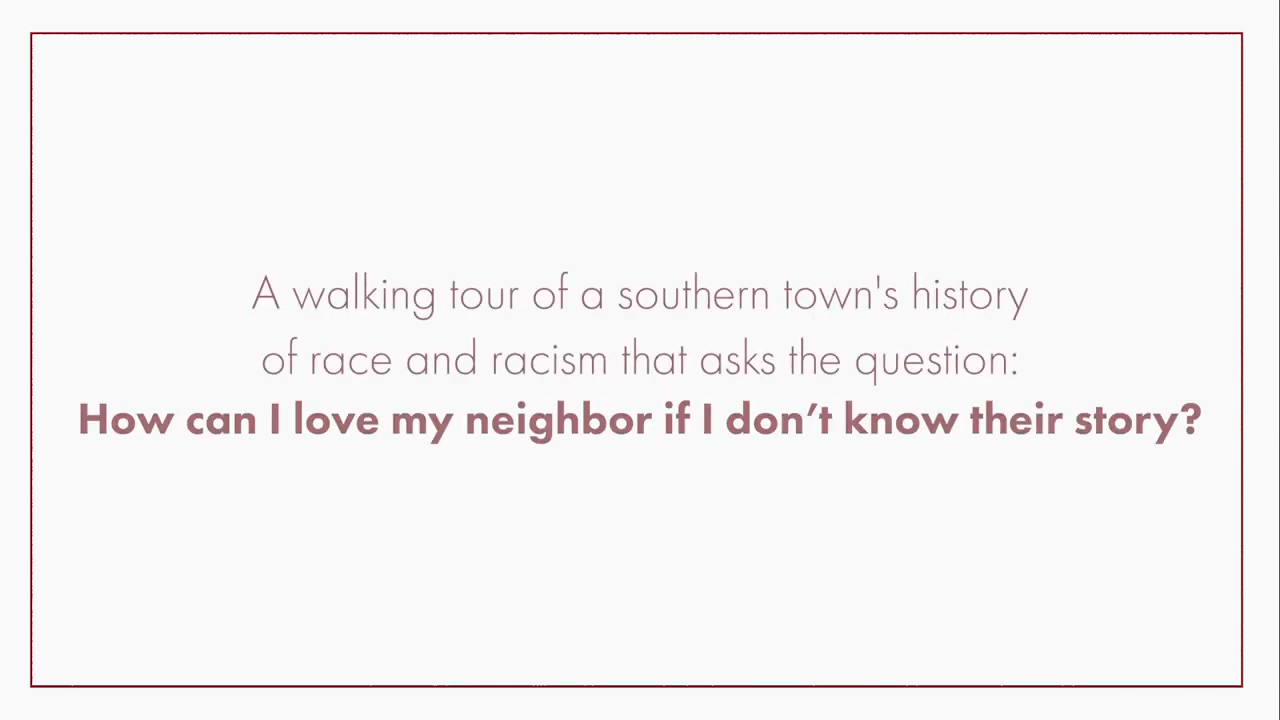 A walking tour of a southern town's history
of race and racism that asks the question:
How can I love my neighbor if I don’t know their story?